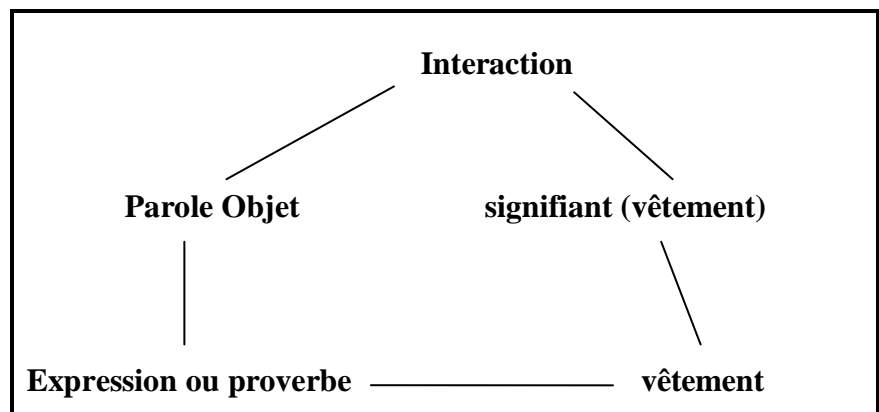 Interaction
Parole Objet signifiant (vêtement)
Expression ou proverbe vêtement